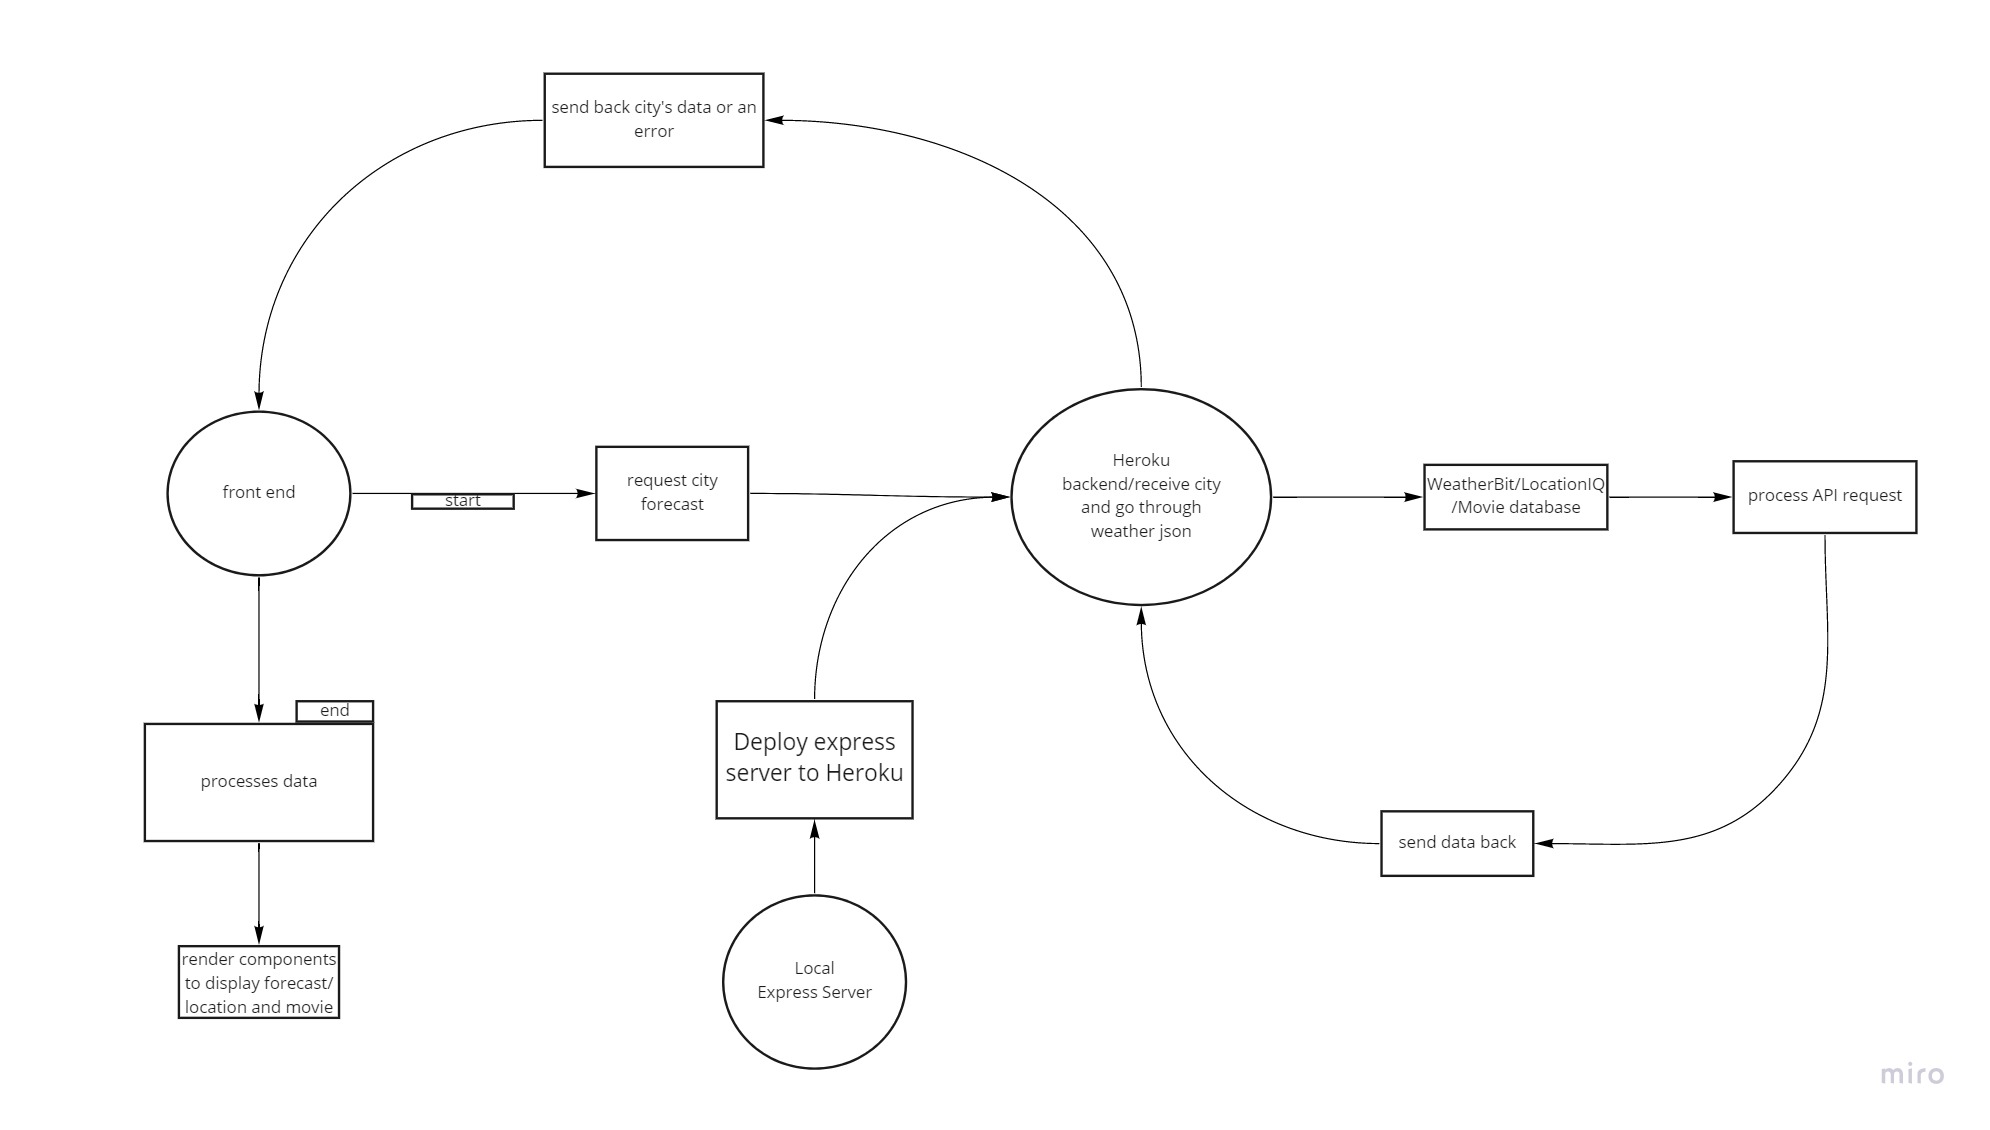 send back city's data or an
error
front end
start
request city
forecast
Heroku
backend/receive city
and go through
weather json
WeatherBit/LocationIQ
/Movie database
process API request
end
processes data
Deploy express
server to Heroku
send data back
render components
to display forecast/
location and movie
Local
Express Server
miro